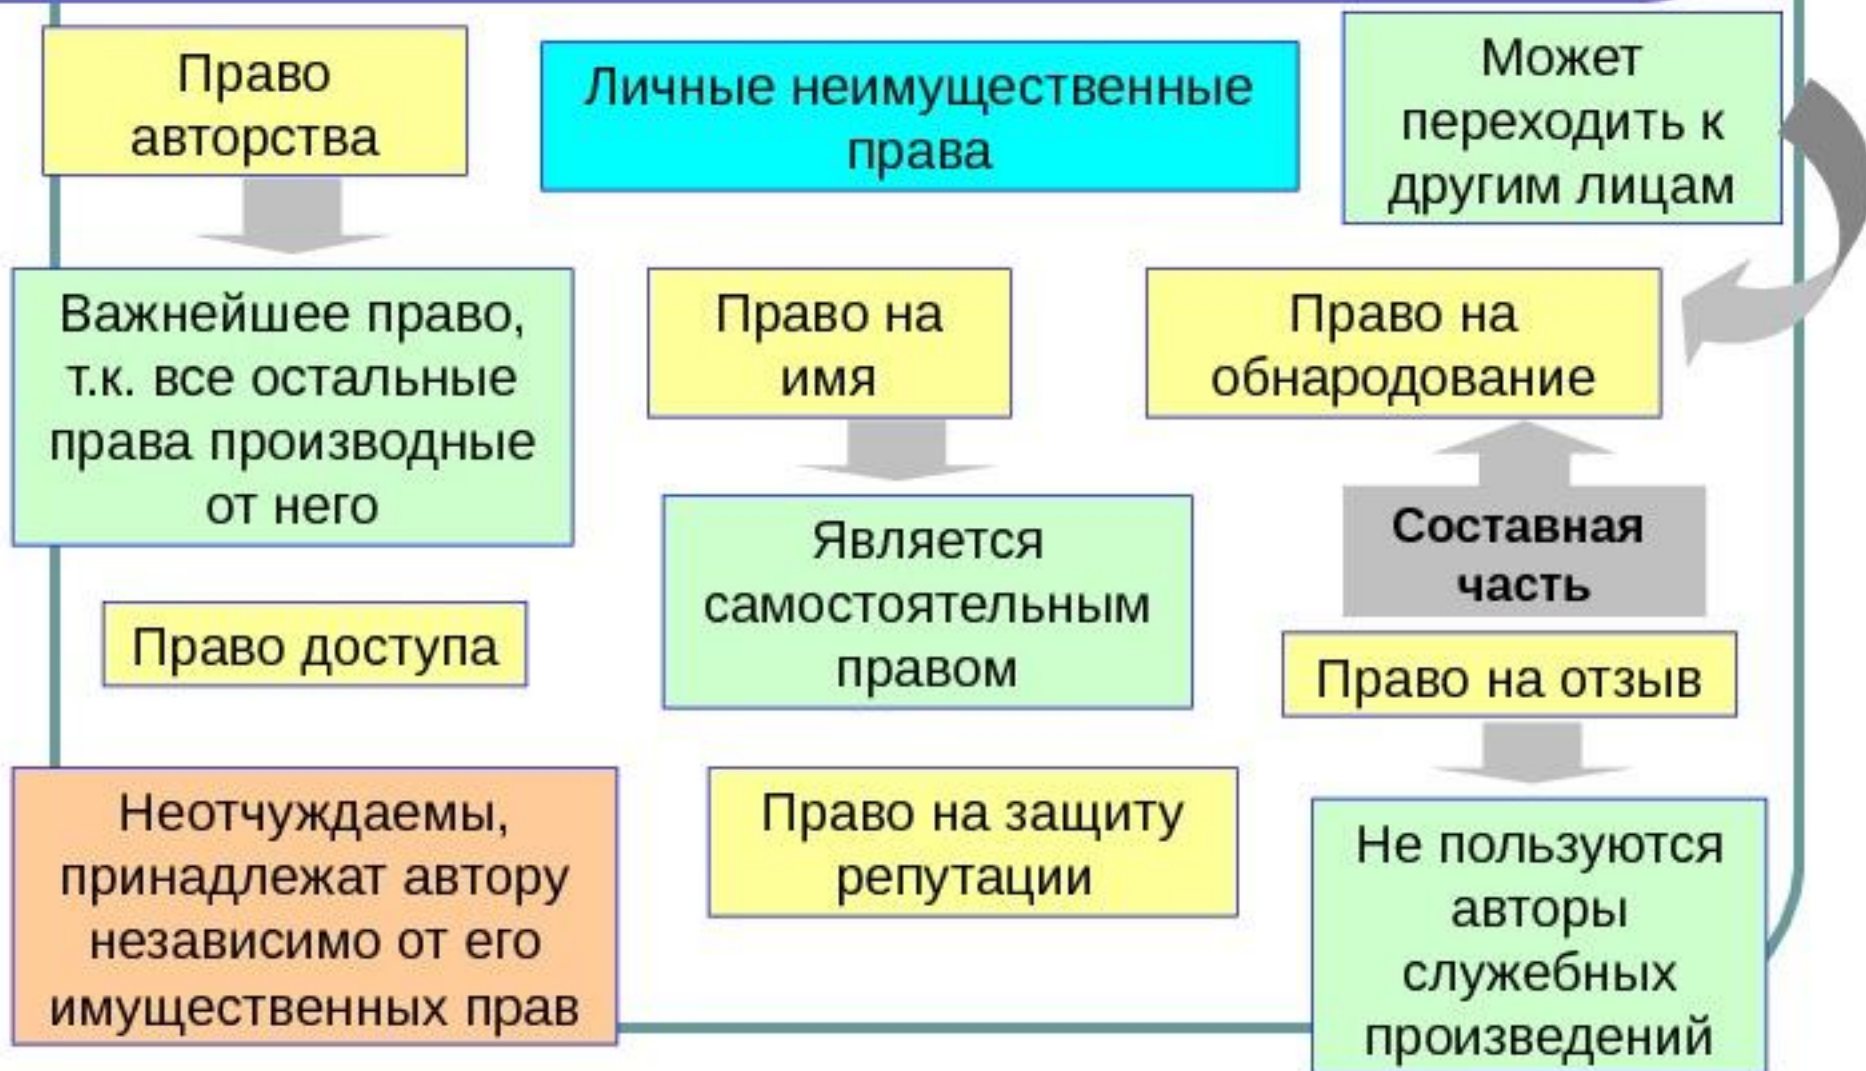 Право
авторства
Личные неимущественные
права
Может
переходить к
другим лицам
Важнейшее право,
т.к. все остальные
права производные
от него
Право на
имя
Право на
обнародование
Является
самостоятельным
правом
Составная
часть
Право доступа
Право на отзыв
Неотчуждаемы,
принадлежат автору
независимо от его
имущественных прав
Право на защиту
репутации
Не пользуются
авторы
служебных
произведений